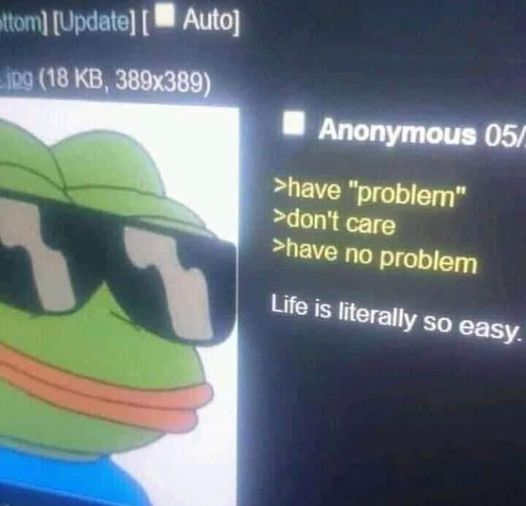 ttom] [Update] [ Auto]
.jpg (18 KB, 389x389)
Anonymous 05/
>have "problem"
>don't care
>have no problem
Life is literally so easy.